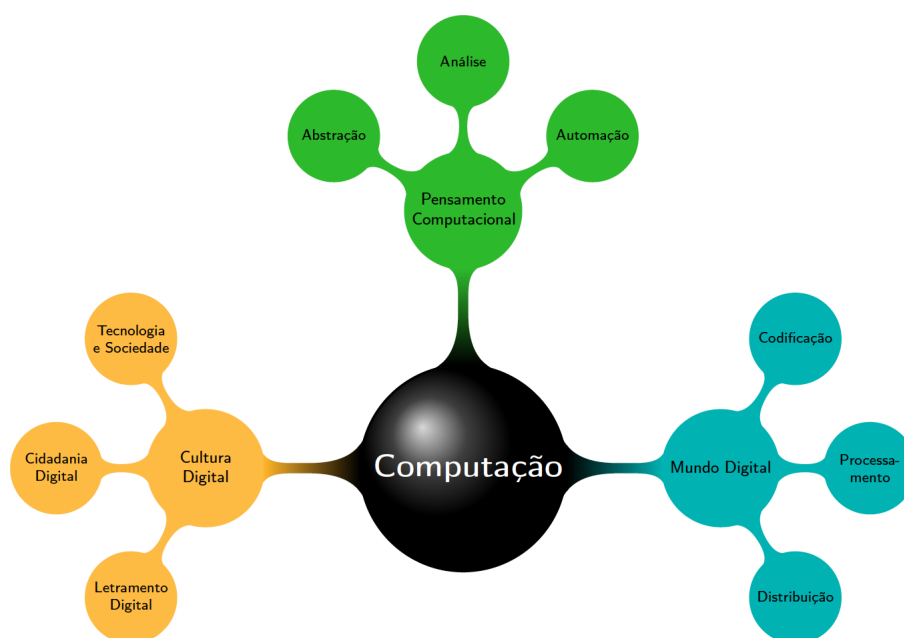 Análise
Abstração
Automação
Pensamento
Computacional
Tecnologia
e Sociedade
Cidadania
Digital
Letramento
Digital
Cultura
Digital
Computação
Mundo Digital
Codificação
Processa-
mento
Distribuição